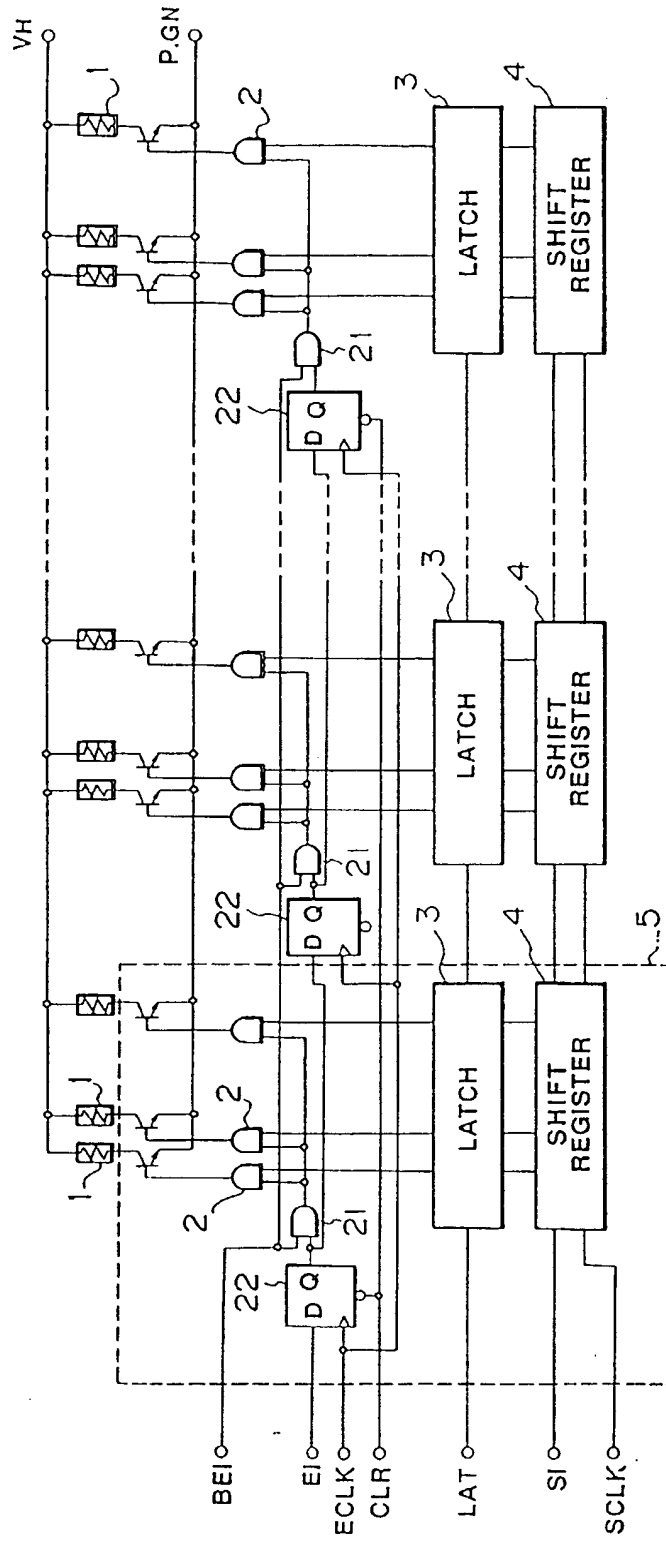 VH
P.GN
1
1
1
2
2
2
22
D Q
21
22
D Q
21
22
D Q
21
BEI
EI
ECLK
CLR
LAT
SI
SCLK
3
LATCH
3
LATCH
3
LATCH
4
SHIFT
REGISTER
4
SHIFT
REGISTER
4
SHIFT
REGISTER
5